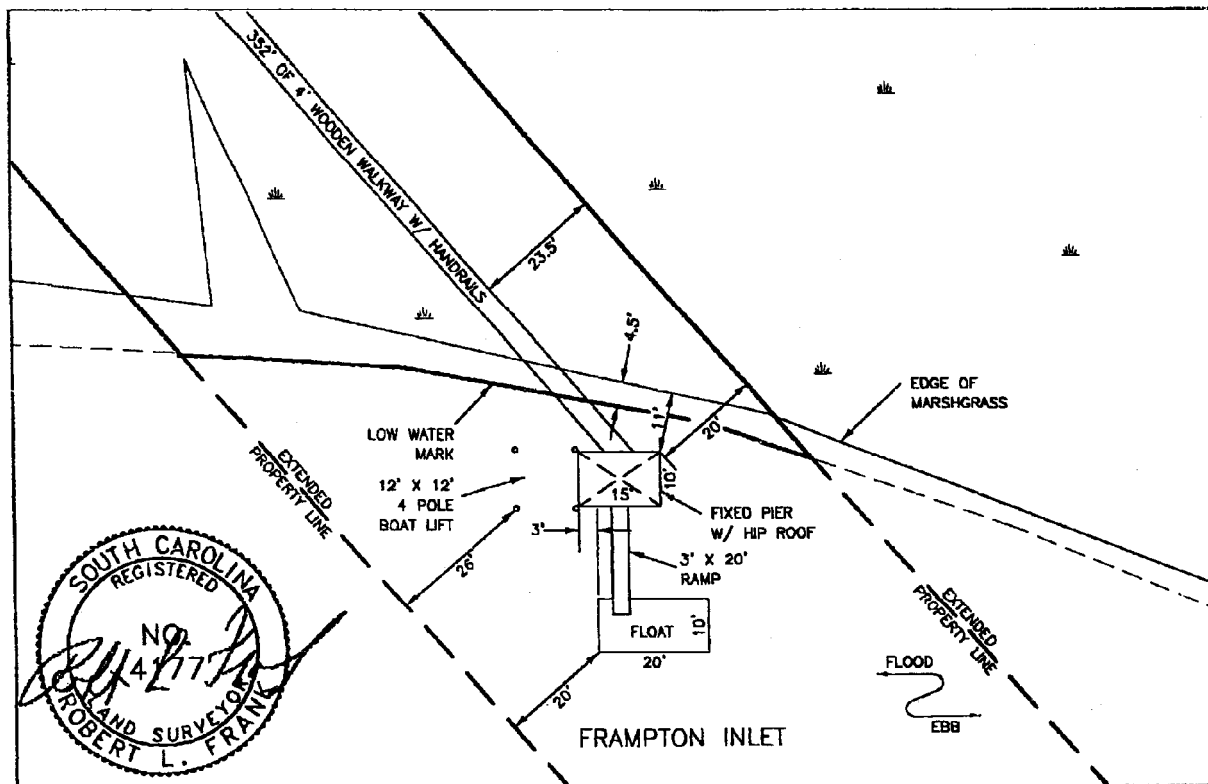 352' OF 4' WOODEN WALKWAY W/ HANDRAILS
23.5'
4.5'
EDGE OF
MARSHGRASS
11'
20'
LOW WATER
MARK
12' X 12'
4 POLE
BOAT LIFT
10'
15'
FIXED PIER
W/ HIP ROOF
3'
3' X 20'
RAMP
EXTENDED
PROPERTY LINE
26'
FLOAT
10'
20'
20'
EXTENDED
PROPERTY LINE
FLOOD
EBB
FRAMPTON INLET
SOUTH CAROLINA
REGISTERED
NO.
LAND SURVEYOR
ROBERT L. FRANK